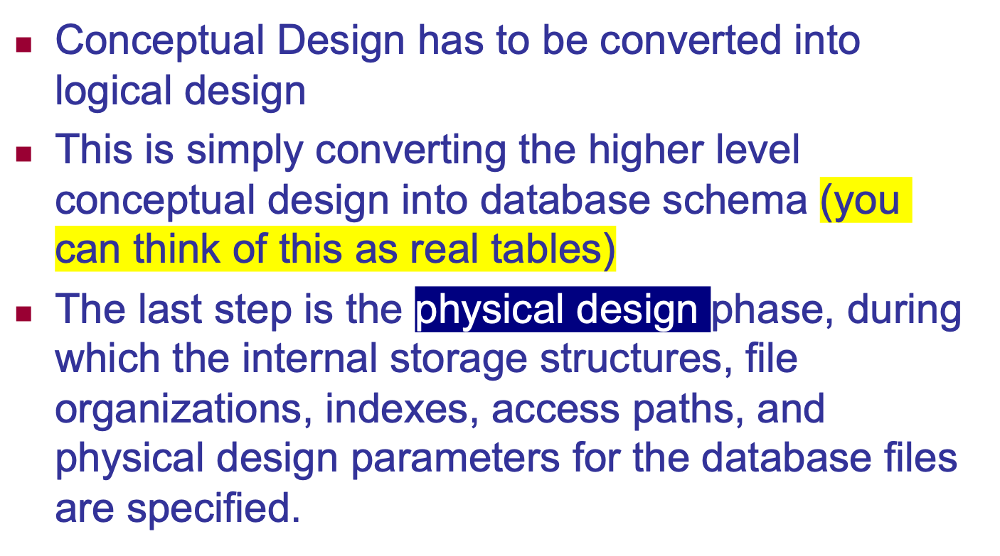 Conceptual Design has to be converted into
logical design
This is simply converting the higher level
conceptual design into database schema (you
can think of this as real tables)
The last step is the physical design phase, during
which the internal storage structures, file
organizations, indexes, access paths, and
physical design parameters for the database files
are specified.